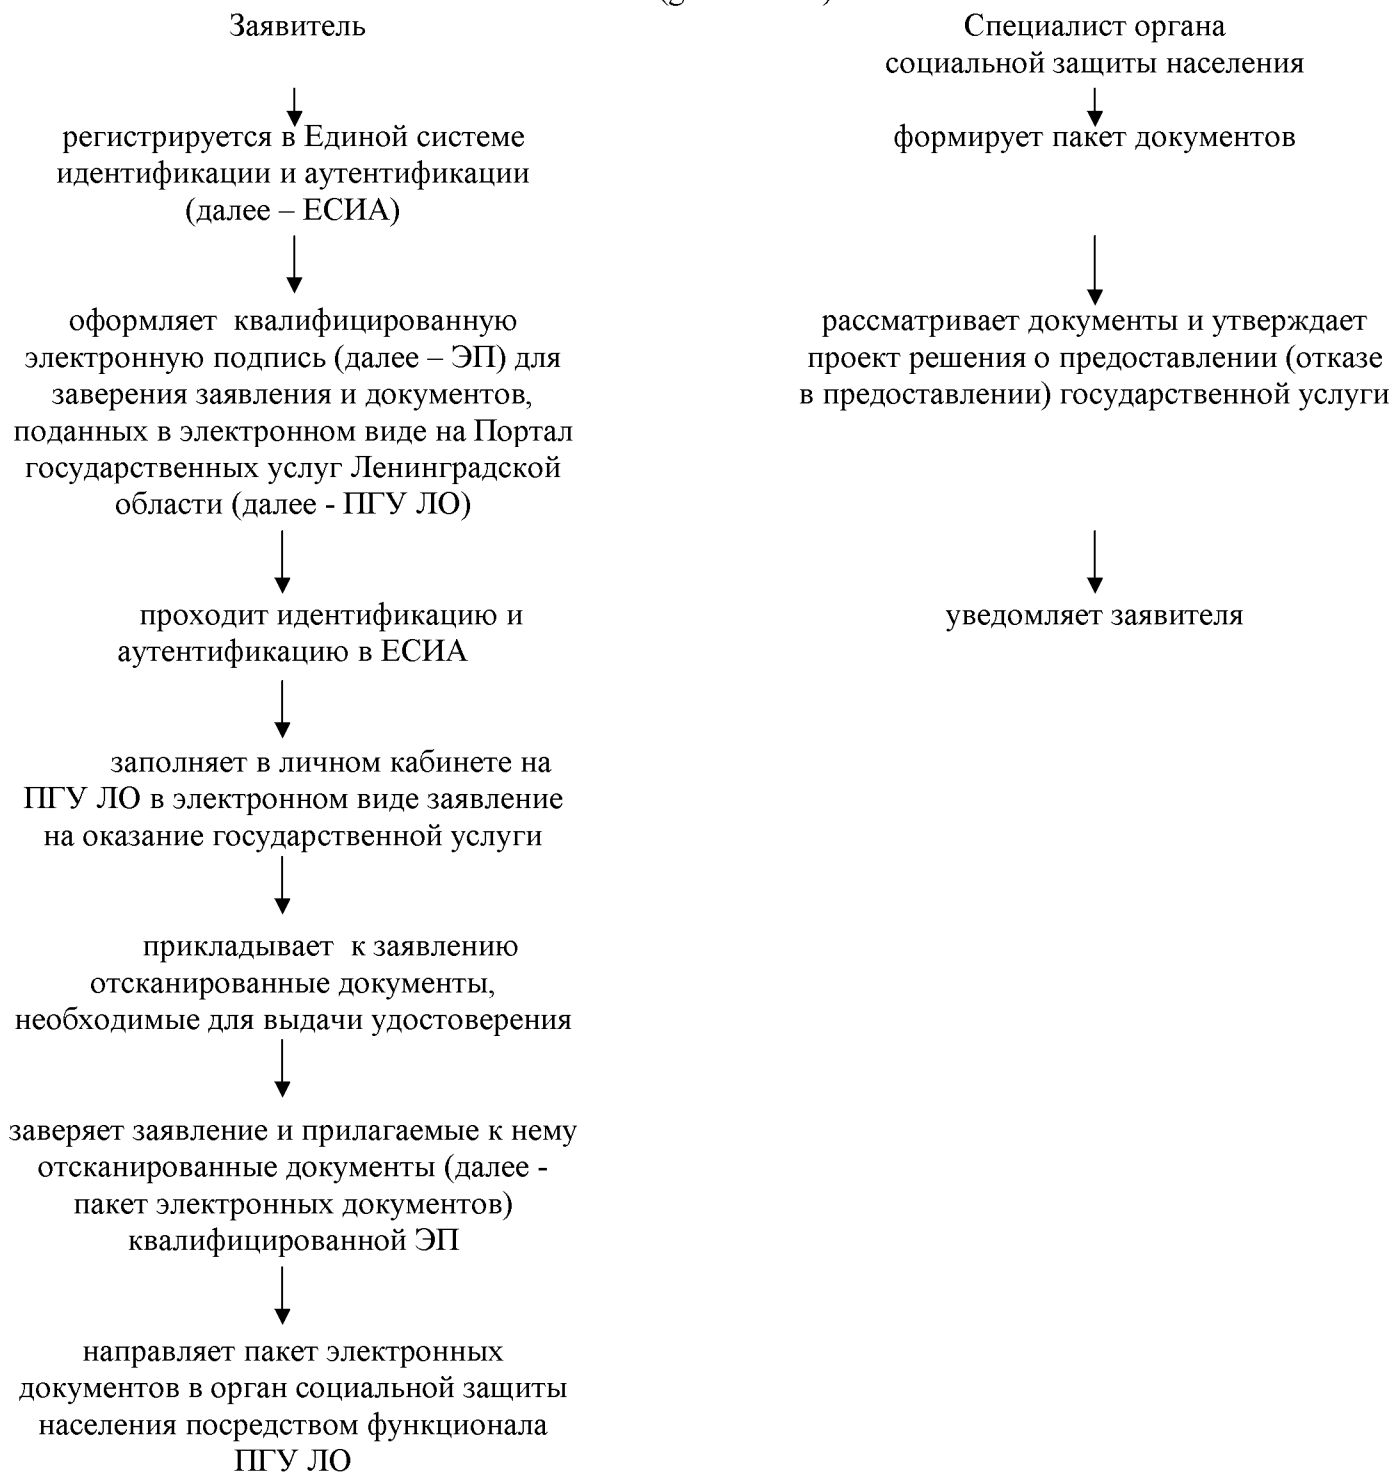 Заявитель
регистрируется в Единой системе
идентификации и аутентификации
(далее – ЕСИА)
оформляет квалифицированную
электронную подпись (далее – ЭП) для
заверения заявления и документов,
поданных в электронном виде на Портал
государственных услуг Ленинградской
области (далее - ПГУ ЛО)
проходит идентификацию и
аутентификацию в ЕСИА
заполняет в личном кабинете на
ПГУ ЛО в электронном виде заявление
на оказание государственной услуги
прикладывает к заявлению
отсканированные документы,
необходимые для выдачи удостоверения
заверяет заявление и прилагаемые к нему
отсканированные документы (далее -
пакет электронных документов)
квалифицированной ЭП
направляет пакет электронных
документов в орган социальной защиты
населения посредством функционала
ПГУ ЛО
Специалист органа
социальной защиты населения
формирует пакет документов
рассматривает документы и утверждает
проект решения о предоставлении (отказе
в предоставлении) государственной услуги
уведомляет заявителя